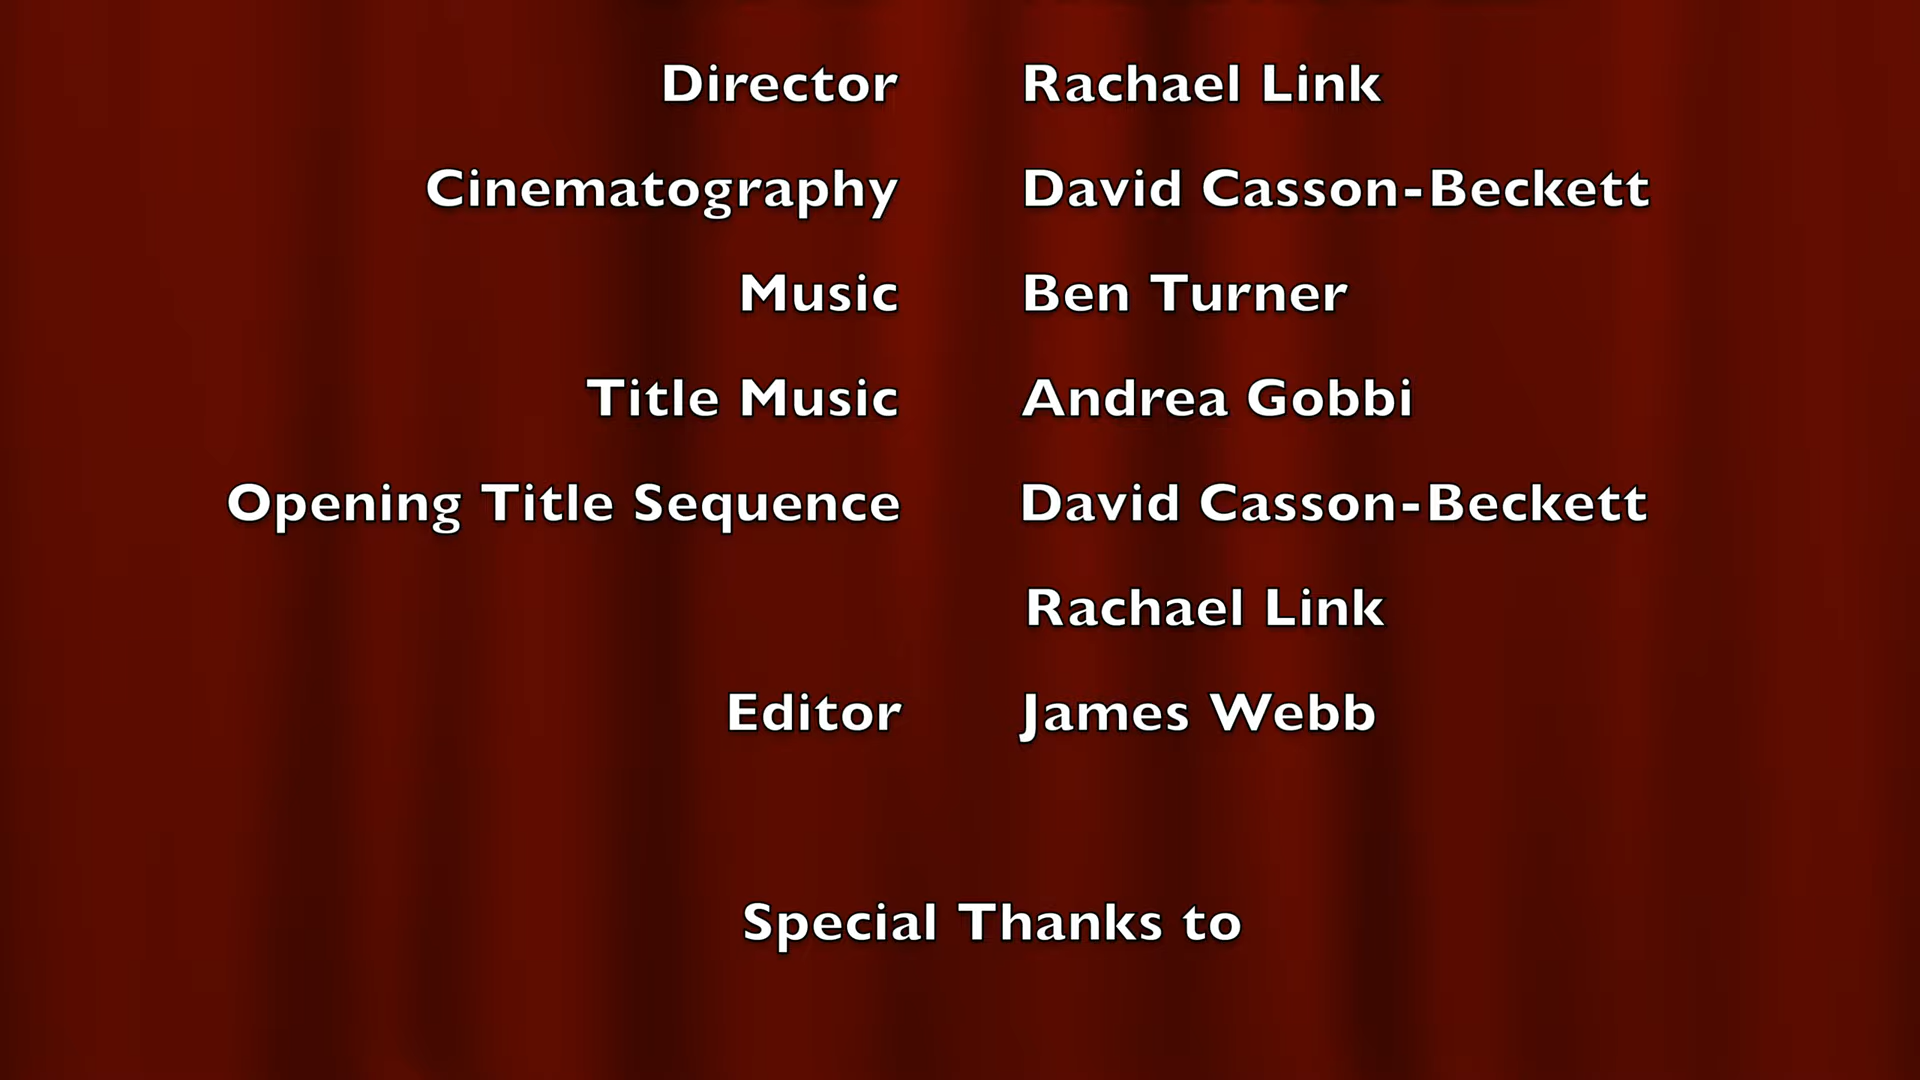 Director Rachael Link
Cinematography David Casson-Beckett
Music Ben Turner
Title Music Andrea Gobbi
Opening Title Sequence David Casson-Beckett
Rachael Link
Editor James Webb
Special Thanks to